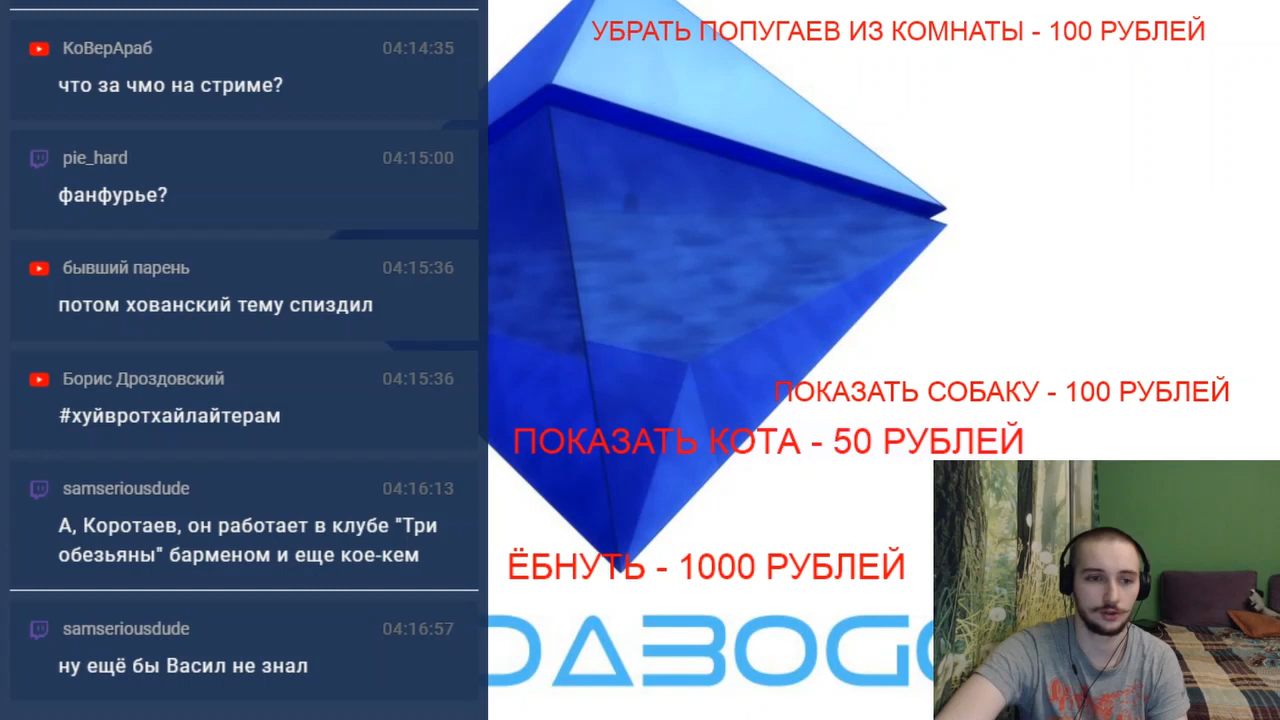 КоВерАраб 04:14:35
что за чмо на стриме?
pie_hard 04:15:00
фанфурье?
бывший парень 04:15:36
потом хованский тему спиздил
Борис Дроздовский 04:15:36
#хуйвротхайлайтерам
samseriousdude 04:16:13
А, Коротаев, он работает в клубе "Три
обезьяны" барменом и еще кое-кем
samseriousdude 04:16:57
ну ещё бы Васил не знал
УБРАТЬ ПОПУГАЕВ ИЗ КОМНАТЫ - 100 РУБЛЕЙ
ПОКАЗАТЬ СОБАКУ - 100 РУБЛЕЙ
ПОКАЗАТЬ КОТА - 50 РУБЛЕЙ
ЁБНУТЬ - 1000 РУБЛЕЙ